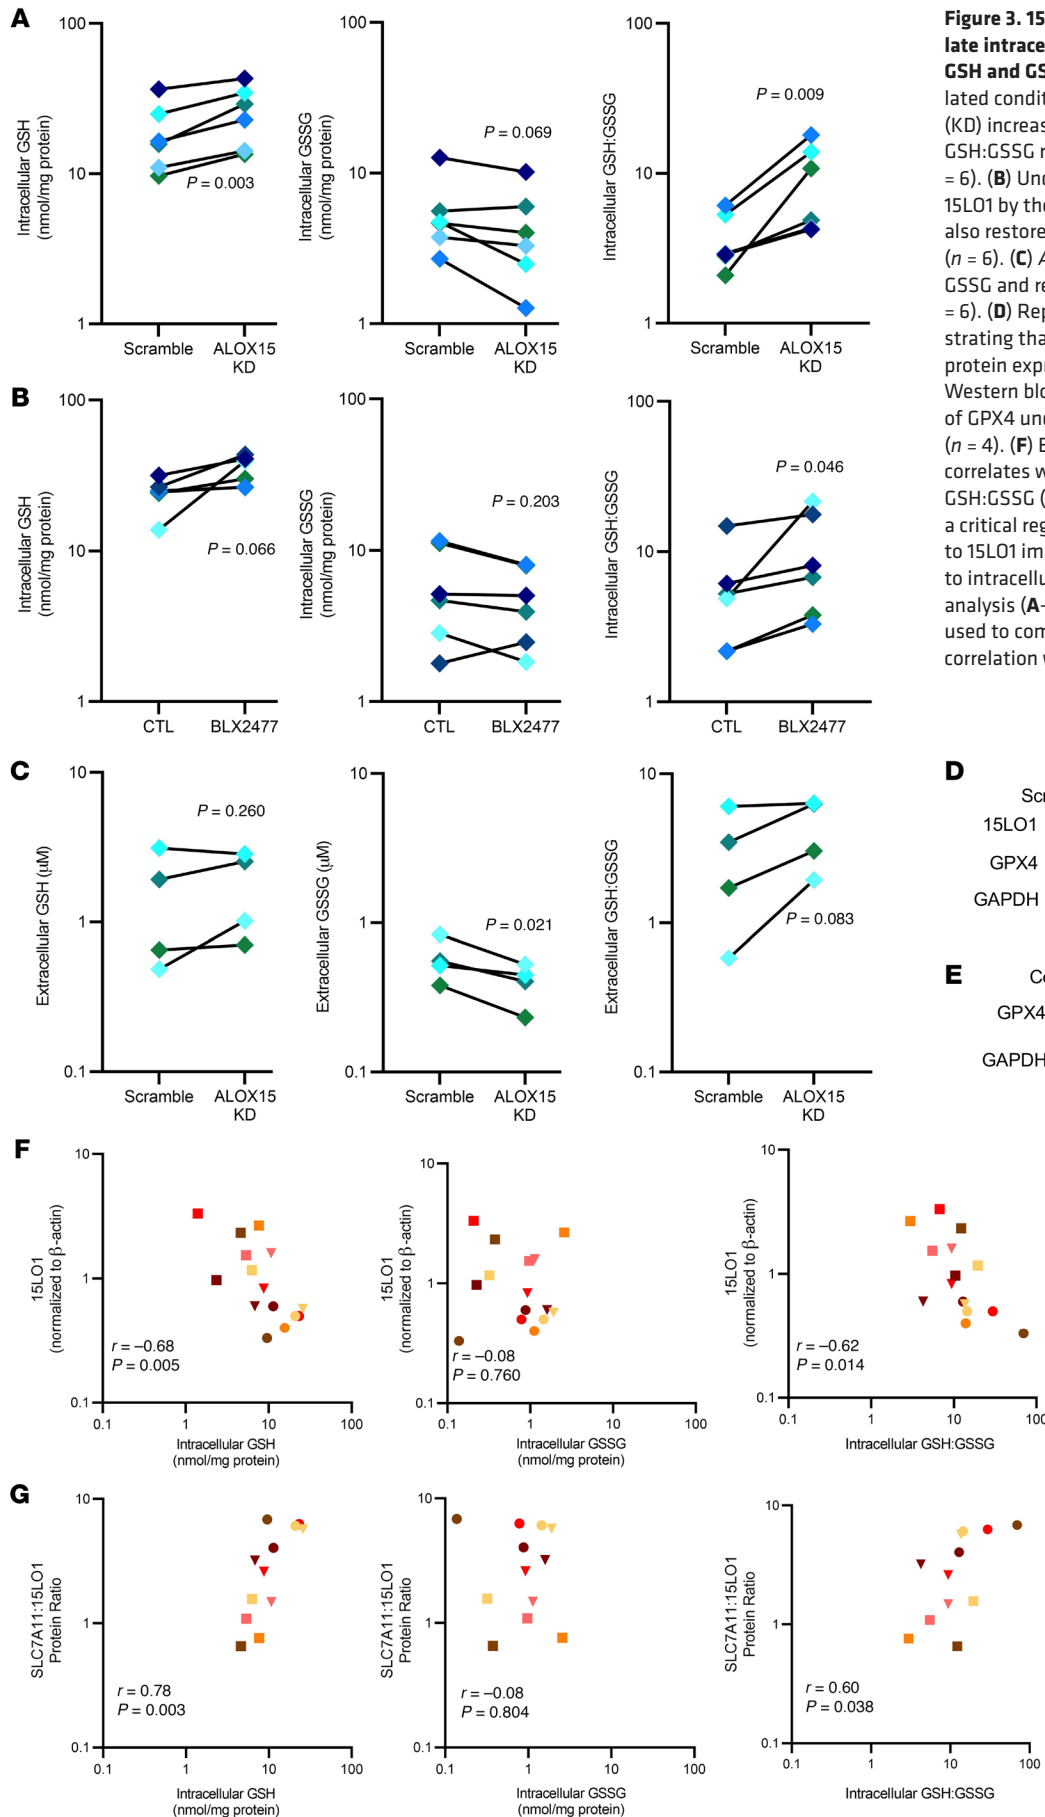 A
100
10
1
Intracellular GSH
(nmol/mg protein)
P = 0.003
Scramble
ALOX15
KD
100
10
1
Intracellular GSSG
(nmol/mg protein)
P = 0.069
Scramble
ALOX15
KD
100
10
1
Intracellular GSH:GSSG
P = 0.009
Scramble
ALOX15
KD
Figure 3. 15
late intrace
GSH and GS
lated condit
(KD) increas
GSH:GSSG r
= 6). (B) Und
15LO1 by the
also restore
(n = 6). (C) A
GSSG and re
= 6). (D) Rep
strating tha
protein expr
Western blo
of GPX4 und
(n = 4). (F) E
correlates w
GSH:GSSG (
a critical reg
to 15LO1 im
to intracellu
analysis (A–
used to com
correlation w
B
100
10
1
Intracellular GSH
(nmol/mg protein)
P = 0.066
CTL
BLX2477
100
10
1
Intracellular GSSG
(nmol/mg protein)
P = 0.203
CTL
BLX2477
100
10
1
Intracellular GSH:GSSG
P = 0.046
CTL
BLX2477
C
10
1
0.1
Extracellular GSH (μM)
P = 0.260
Scramble
ALOX15
KD
10
1
0.1
Extracellular GSSG (μM)
P = 0.021
Scramble
ALOX15
KD
10
1
0.1
Extracellular GSH:GSSG
P = 0.083
Scramble
ALOX15
KD
D
Scr
15LO1
GPX4
GAPDH
E
Co
GPX4
GAPDH
F
10
1
0.1
15LO1
(normalized to β-actin)
r = –0.68
P = 0.005
0.1
1
10
100
Intracellular GSH
(nmol/mg protein)
10
1
0.1
15LO1
(normalized to β-actin)
r = –0.08
P = 0.760
0.1
1
10
100
Intracellular GSSG
(nmol/mg protein)
10
1
0.1
15LO1
(normalized to β-actin)
r = –0.62
P = 0.014
0.1
1
10
100
Intracellular GSH:GSSG
G
10
1
0.1
SLC7A11:15LO1
Protein Ratio
r = 0.78
P = 0.003
0.1
1
10
100
Intracellular GSH
(nmol/mg protein)
10
1
0.1
SLC7A11:15LO1
Protein Ratio
r = –0.08
P = 0.804
0.1
1
10
100
Intracellular GSSG
(nmol/mg protein)
10
1
0.1
SLC7A11:15LO1
Protein Ratio
r = 0.60
P = 0.038
0.1
1
10
100
Intracellular GSH:GSSG